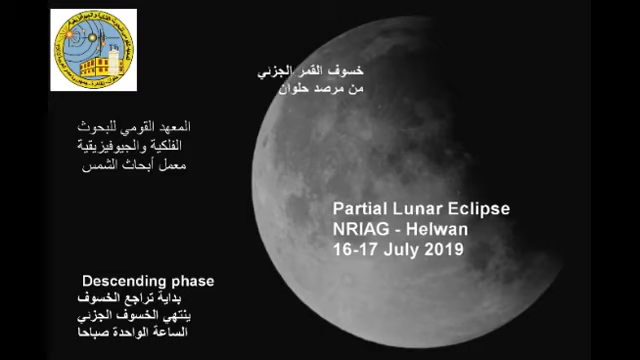 خسوف القمر الجزئي
من مرصد حلوان
المعهد القومي للبحوث
الفلكية والجيوفيزيقية
معمل أبحاث الشمس
Partial Lunar Eclipse
NRIAG - Helwan
16-17 July 2019
Descending phase
بداية تراجع الخسوف
ينتهي الخسوف الجزئي
الساعة الواحدة صباحا